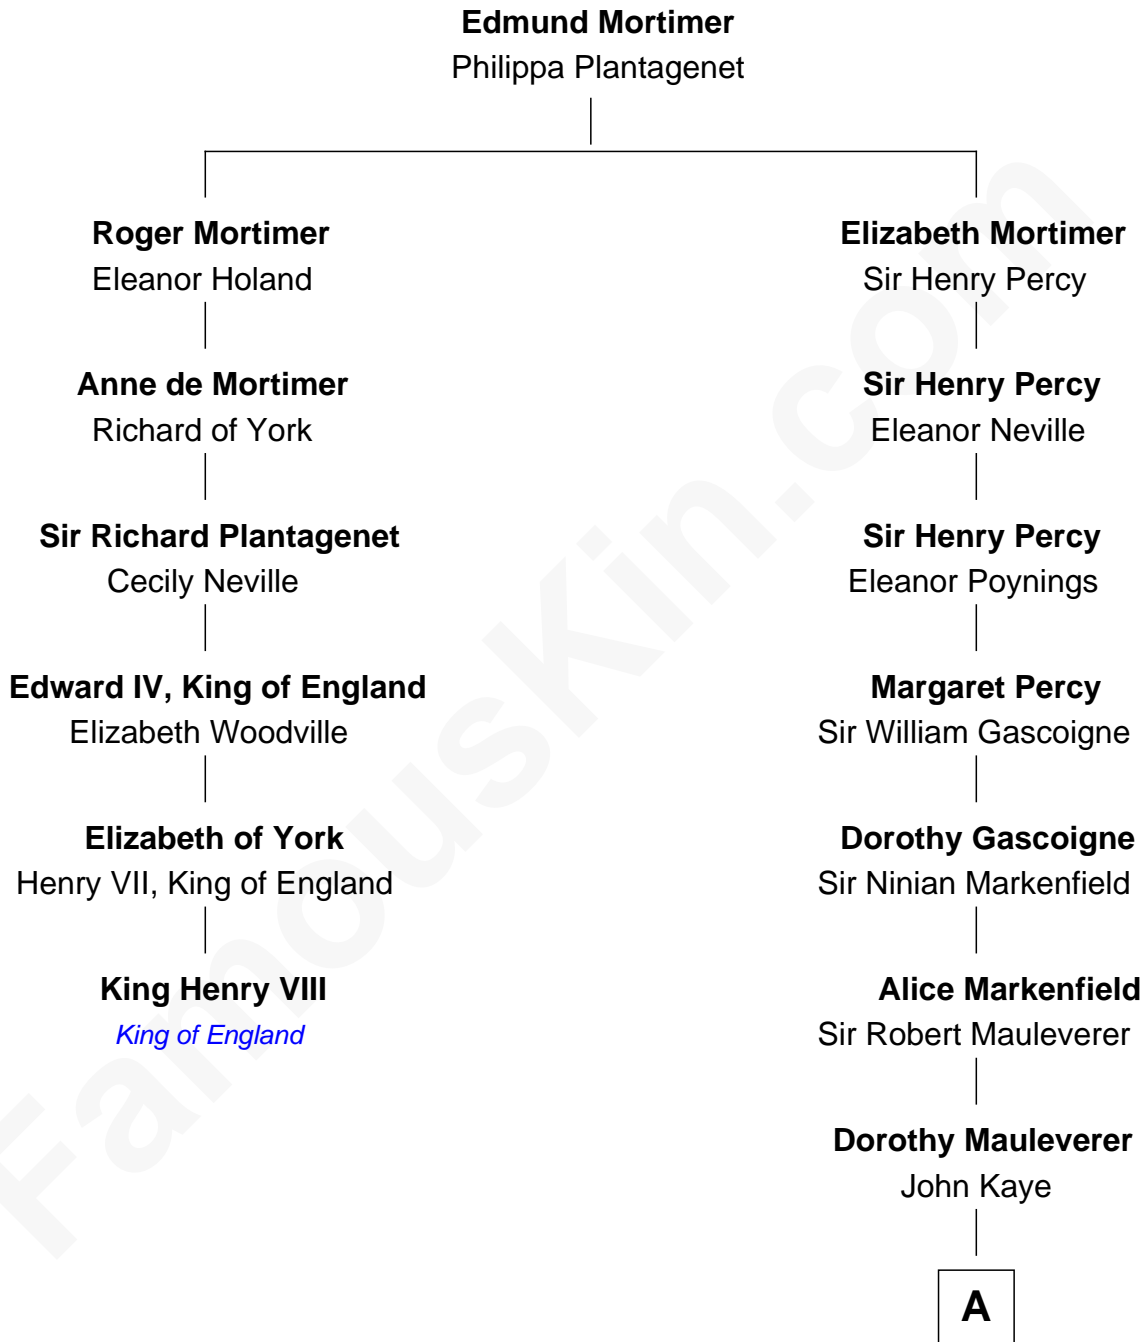 Edmund Mortimer
Philippa Plantagenet
Roger Mortimer
Eleanor Holand
Anne de Mortimer
Richard of York
Sir Richard Plantagenet
Cecily Neville
Edward IV, King of England
Elizabeth Woodville
Elizabeth of York
Henry VII, King of England
King Henry VIII
King of England
Elizabeth Mortimer
Sir Henry Percy
Sir Henry Percy
Eleanor Neville
Sir Henry Percy
Eleanor Poynings
Margaret Percy
Sir William Gascoigne
Dorothy Gascoigne
Sir Ninian Markenfield
Alice Markenfield
Sir Robert Mauleverer
Dorothy Mauleverer
John Kaye
A
FamousKin.com